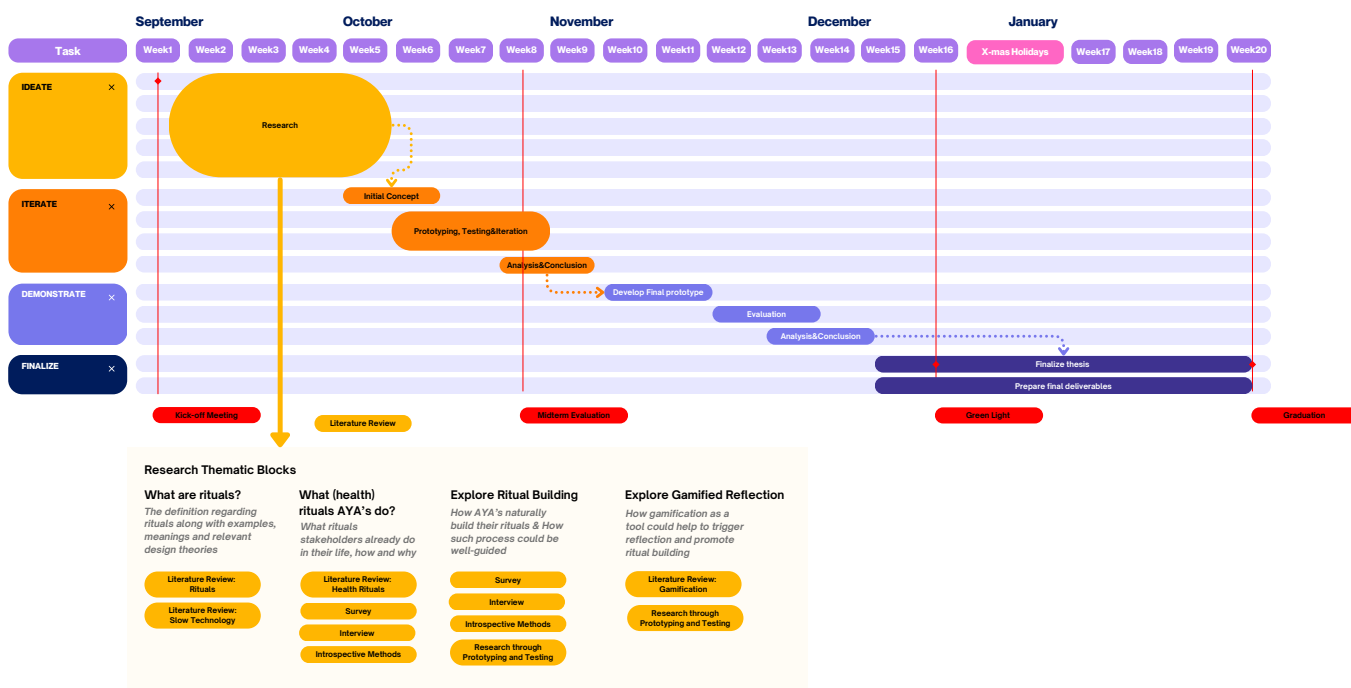 September October November December January
Task Week1 Week2 Week3 Week4 Week5 Week6 Week7 Week8 Week9 Week10 Week11 Week12 Week13 Week14 Week15 Week16 X-mas Holidays Week17 Week18 Week19 Week20
IDEATE ×
Research
ITERATE ×
Initial Concept
Prototyping, Testing&Iteration
Analysis&Conclusion
DEMONSTRATE ×
Develop Final prototype
Evaluation
Analysis&Conclusion
FINALIZE ×
Finalize thesis
Prepare final deliverables
Kick-off Meeting
Literature Review
Midterm Evaluation
Green Light
Graduation
Research Thematic Blocks
What are rituals?
The definition regarding
rituals along with examples,
meanings and relevant
design theories
Literature Review:
Rituals
Literature Review:
Slow Technology
What (health)
rituals AYA's do?
What rituals
stakeholders already do
in their life, how and why
Literature Review:
Health Rituals
Survey
Interview
Introspective Methods
Explore Ritual Building
How AYA's naturally
build their rituals & How
such process could be
well-guided
Survey
Interview
Introspective Methods
Research through
Prototyping and Testing
Explore Gamified Reflection
How gamification as a
tool could help to trigger
reflection and promote
ritual building
Literature Review:
Gamification
Research through
Prototyping and Testing